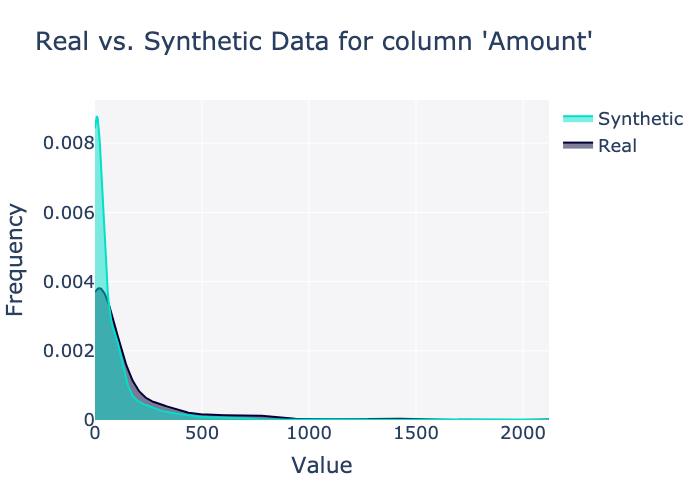 Real vs. Synthetic Data for column 'Amount'
Synthetic
Real
Frequency
0.008
0.006
0.004
0.002
0
0 500 1000 1500 2000
Value